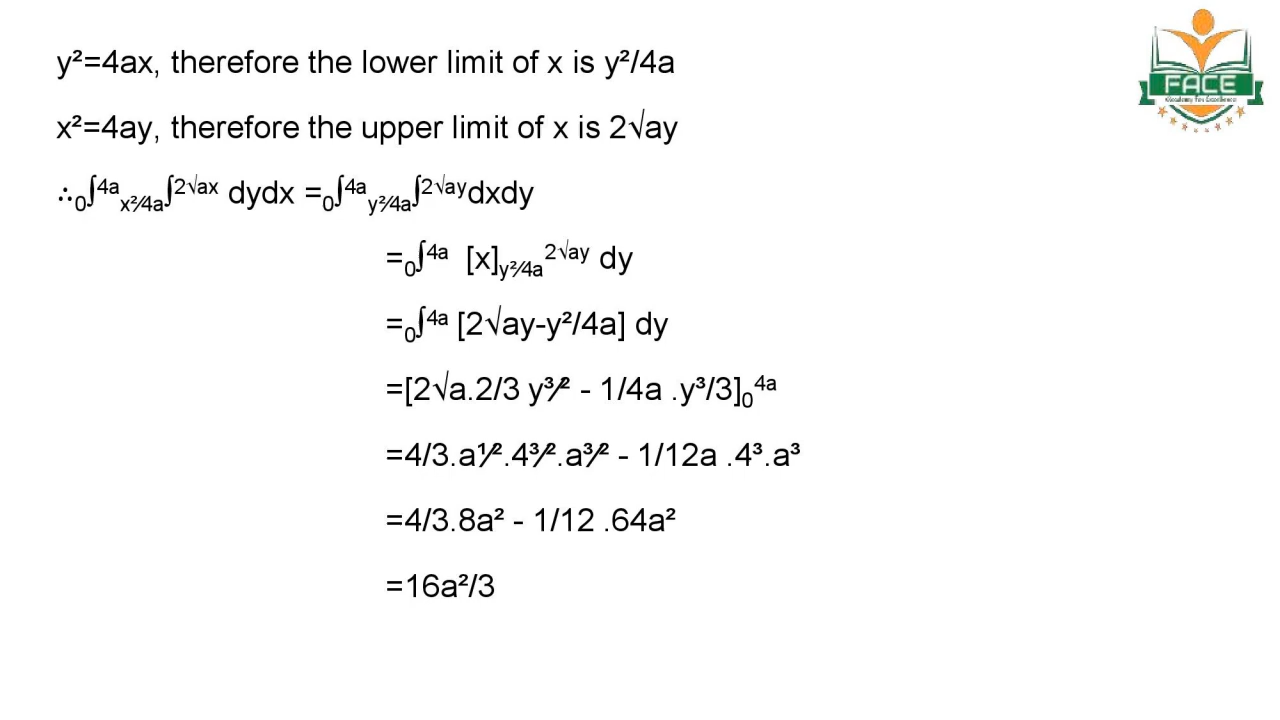 y²=4ax, therefore the lower limit of x is y²/4a
x²=4ay, therefore the upper limit of x is 2√ay
∴₀∫⁴ᵃ x²⁄4a∫2√ax dydx =₀∫⁴ᵃ y²⁄4a∫2√ay dxdy
=₀∫⁴ᵃ [x]y²⁄4a 2√ay dy
=₀∫⁴ᵃ [2√ay-y²/4a] dy
=[2√a.2/3 y³⁄² - 1/4a .y³/3]₀⁴ᵃ
=4/3.a¹⁄².4³⁄².a³⁄² - 1/12a .4³.a³
=4/3.8a² - 1/12 .64a²
=16a²/3
FACE
(Academy For Excellence)